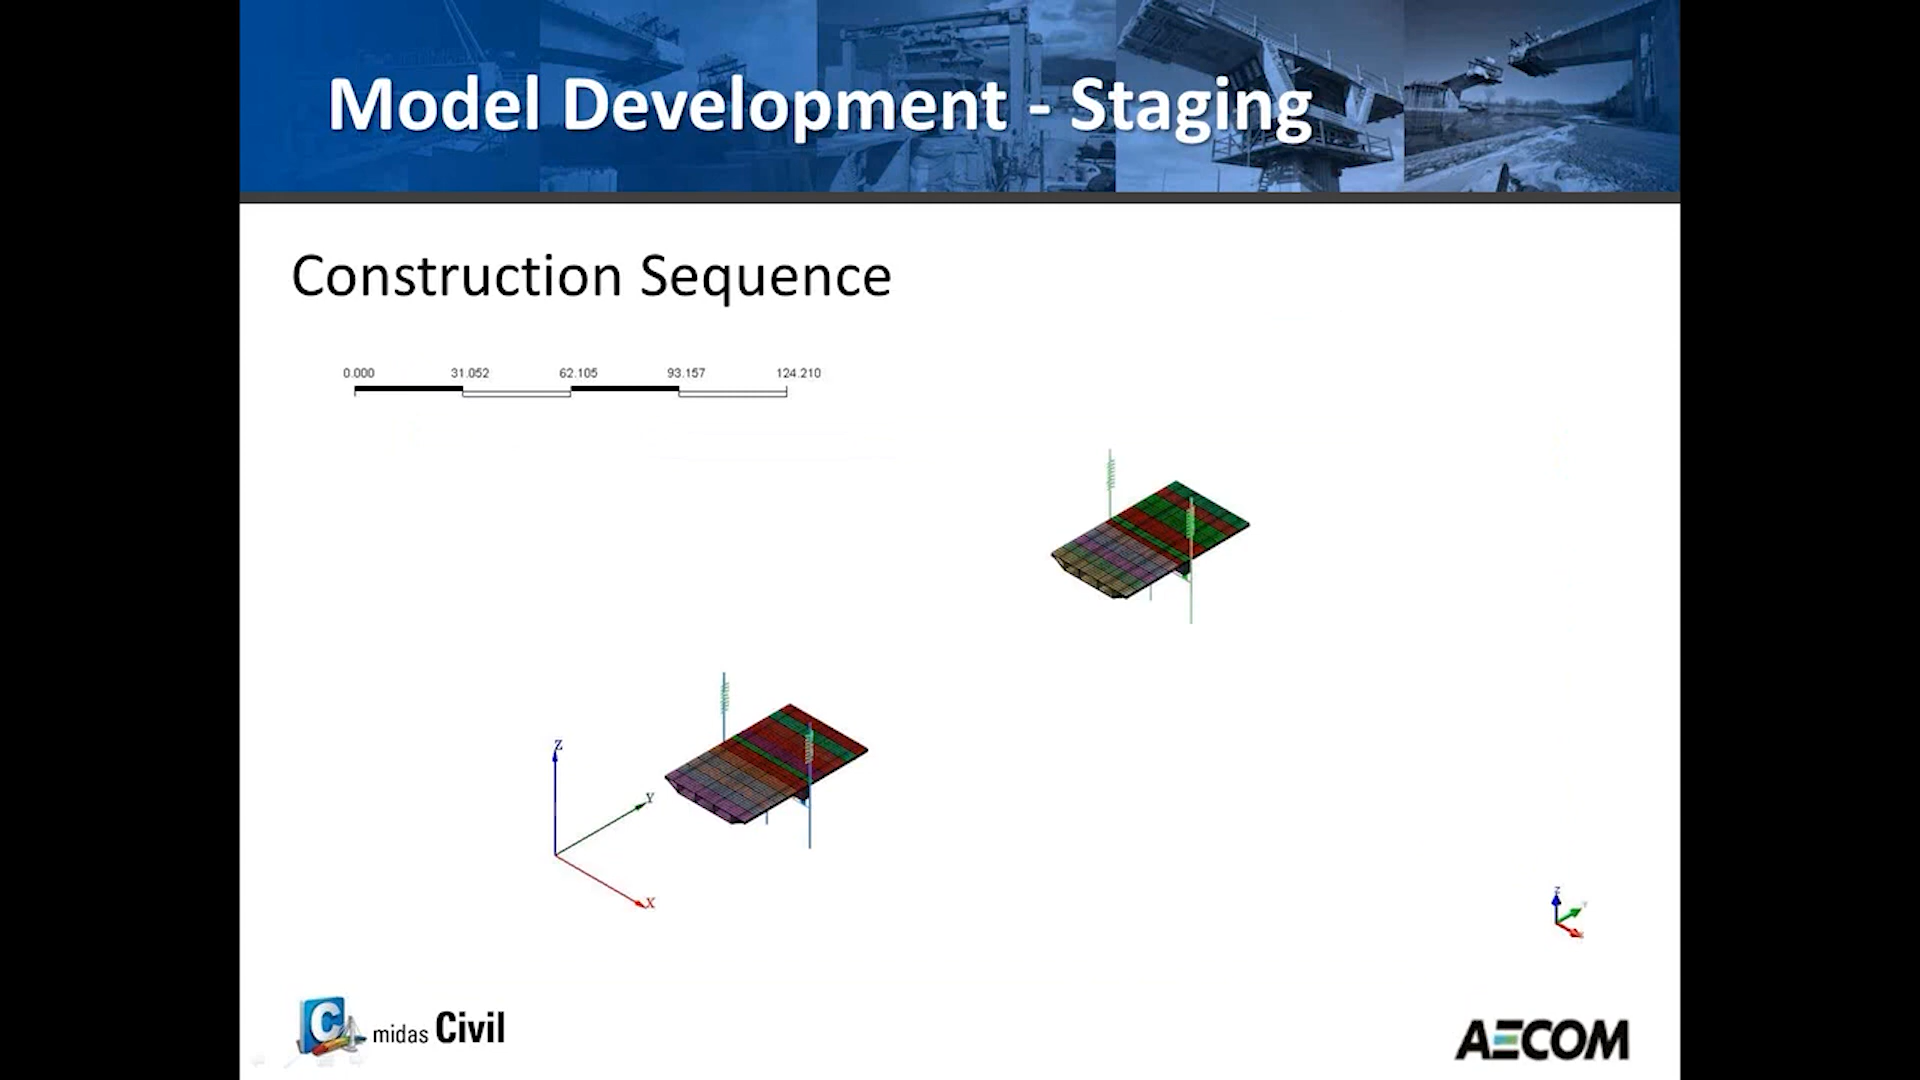 Model Development - Staging
Construction Sequence
0.000 31.052 62.105 93.157 124.210
Z
Y
X
Z
C midas Civil
AECOM